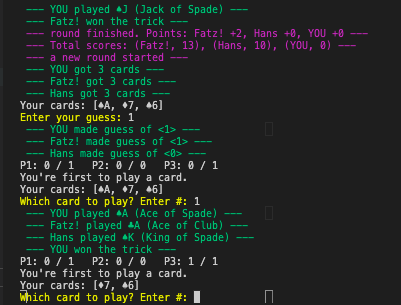 --- YOU played ♠J (Jack of Spade) ---
--- Fatz! won the trick ---
--- round finished. Points: Fatz! +2, Hans +0, YOU +0 ---
--- Total scores: (Fatz!, 13), (Hans, 10), (YOU, 0) ---
--- a new round started ---
--- YOU got 3 cards ---
--- Fatz! got 3 cards ---
--- Hans got 3 cards ---
Your cards: [♠A, ♦7, ♠6]
Enter your guess: 1
--- YOU made guess of <1> ---
--- Fatz! made guess of <1> ---
--- Hans made guess of <0> ---
P1: 0 / 1 P2: 0 / 0 P3: 0 / 1
You're first to play a card.
Your cards: [♠A, ♦7, ♠6]
Which card to play? Enter #: 1
--- YOU played ♠A (Ace of Spade) ---
--- Fatz! played ♣A (Ace of Club) ---
--- Hans played ♠K (King of Spade) ---
--- YOU won the trick ---
P1: 0 / 1 P2: 0 / 0 P3: 1 / 1
You're first to play a card.
Your cards: [♦7, ♠6]
Which card to play? Enter #: